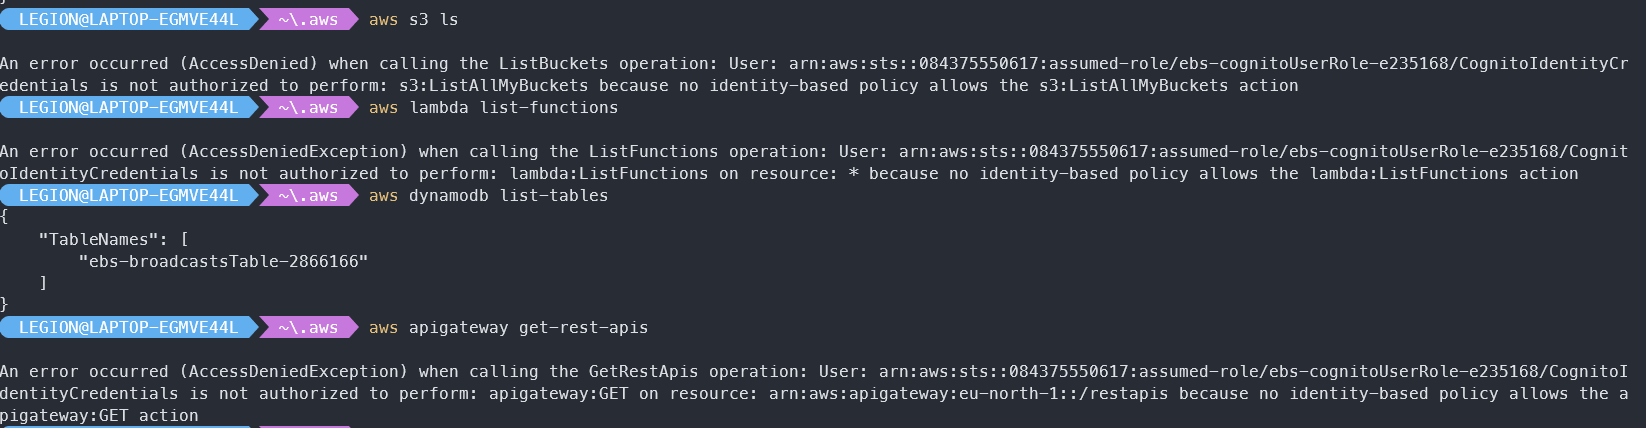 LEGION@LAPTOP-EGMVE44L ~\.aws aws s3 ls
An error occurred (AccessDenied) when calling the ListBuckets operation: User: arn:aws:sts::084375550617:assumed-role/ebs-cognitoUserRole-e235168/CognitoIdentityCr
edentials is not authorized to perform: s3:ListAllMyBuckets because no identity-based policy allows the s3:ListAllMyBuckets action
LEGION@LAPTOP-EGMVE44L ~\.aws aws lambda list-functions
An error occurred (AccessDeniedException) when calling the ListFunctions operation: User: arn:aws:sts::084375550617:assumed-role/ebs-cognitoUserRole-e235168/Cognit
oIdentityCredentials is not authorized to perform: lambda:ListFunctions on resource: * because no identity-based policy allows the lambda:ListFunctions action
LEGION@LAPTOP-EGMVE44L ~\.aws aws dynamodb list-tables
{
    "TableNames": [
        "ebs-broadcastsTable-2866166"
    ]
}
LEGION@LAPTOP-EGMVE44L ~\.aws aws apigateway get-rest-apis
An error occurred (AccessDeniedException) when calling the GetRestApis operation: User: arn:aws:sts::084375550617:assumed-role/ebs-cognitoUserRole-e235168/CognitoI
dentityCredentials is not authorized to perform: apigateway:GET on resource: arn:aws:apigateway:eu-north-1::/restapis because no identity-based policy allows the a
pigateway:GET action